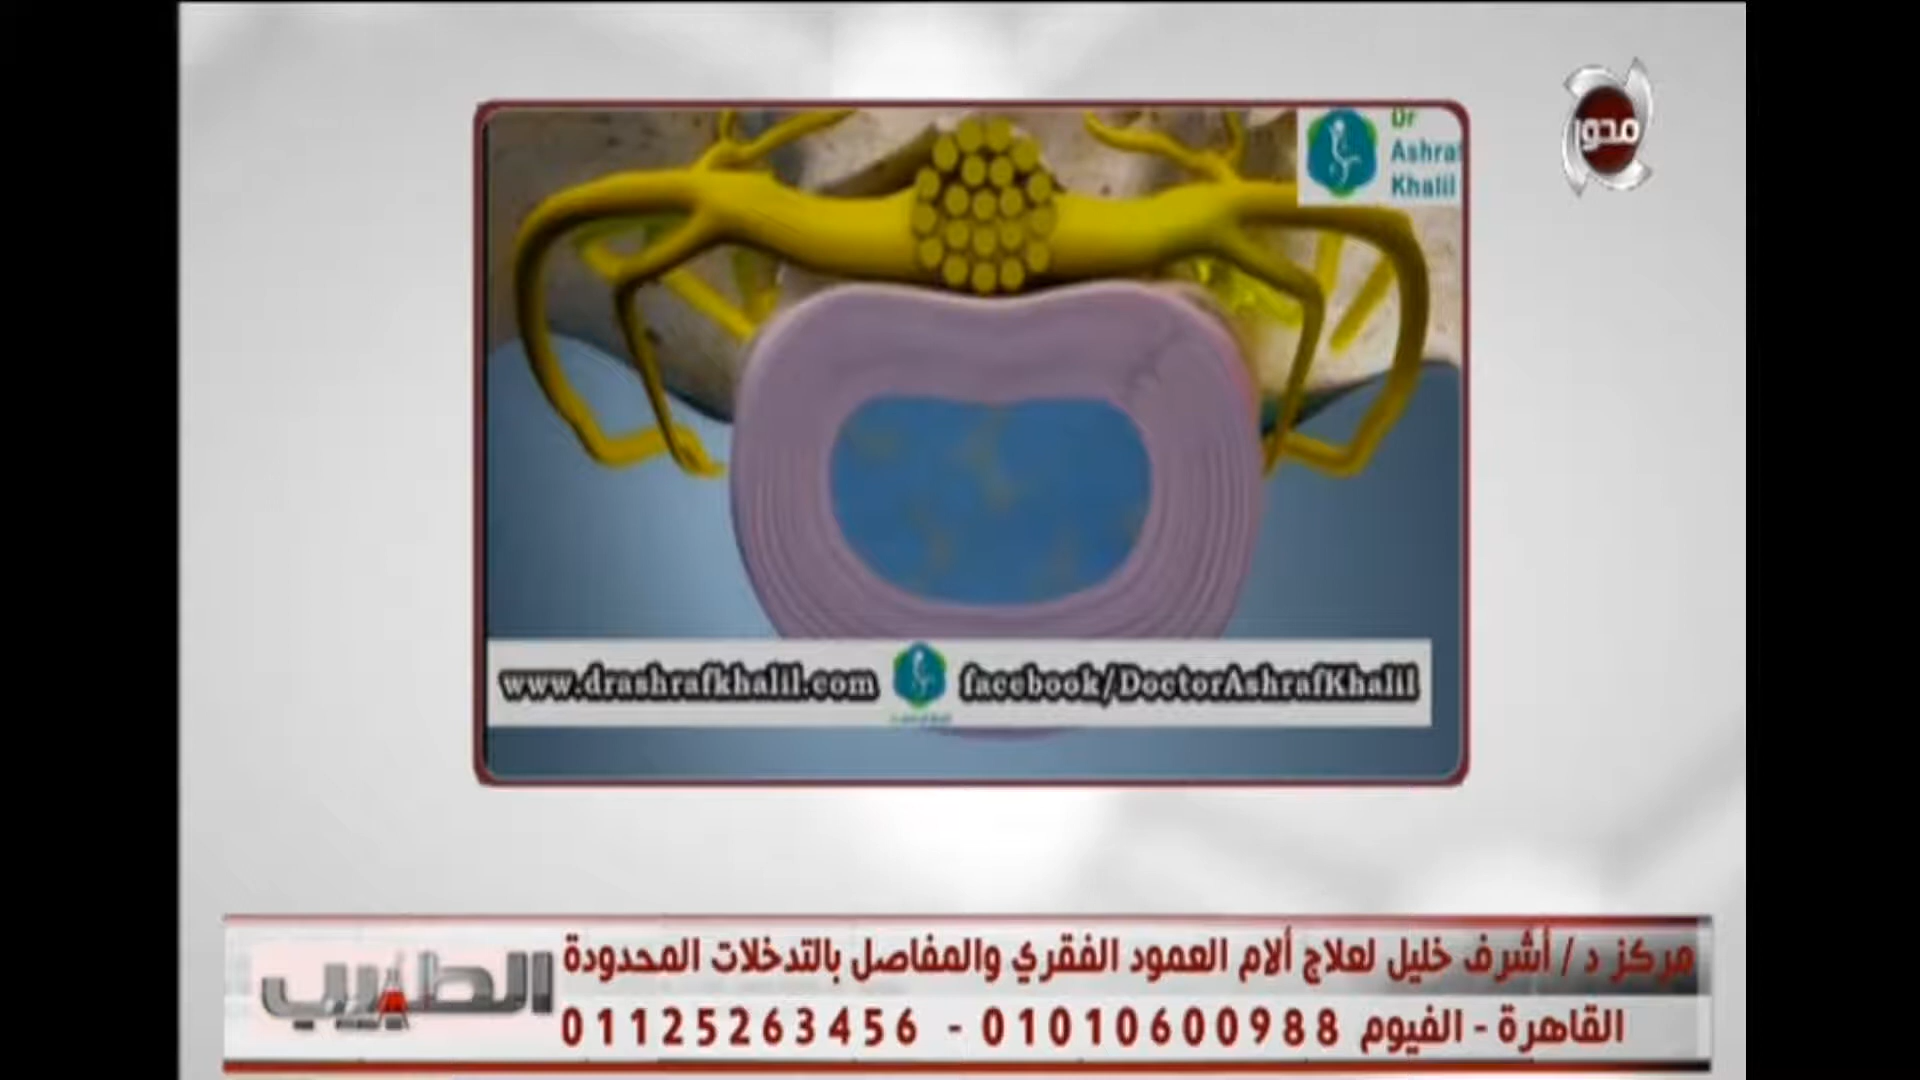 محور
Dr
Ashraf
Khalil
www.drashrafkhalil.com
facebook/DoctorAshrafKhalil
الطبيب
مركز د / أشرف خليل لعلاج ألام العمود الفقري والمفاصل بالتدخلات المحدودة
القاهرة - الفيوم 01010600988 - 01125263456